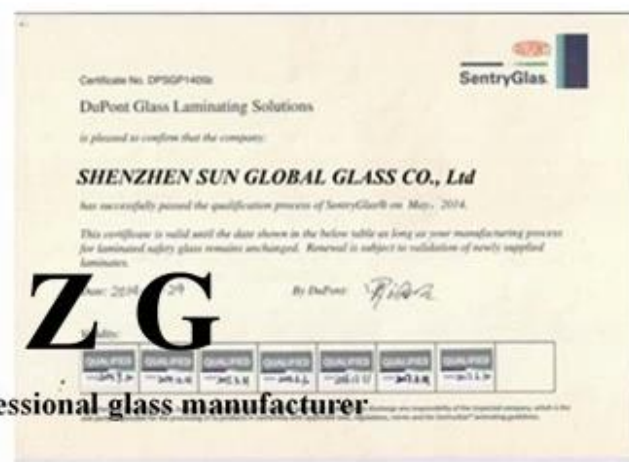 DUPONT
SentryGlas
Certificate No.
DuPont Glass Laminating Solutions
is pleased to confirm that the company:
SHENZHEN SUN GLOBAL GLASS CO., Ltd
has successfully passed the qualification process of SentryGlas® on May, 2014.
This certificate is valid until the date shown in the below table as long as your manufacturing process
for laminated safety glass remains unchanged. Renewal is subject to validation of newly supplied
laminates.
Z G
By DuPont:
QUALIFIED QUALIFIED QUALIFIED QUALIFIED QUALIFIED QUALIFIED QUALIFIED
essional glass manufacturer